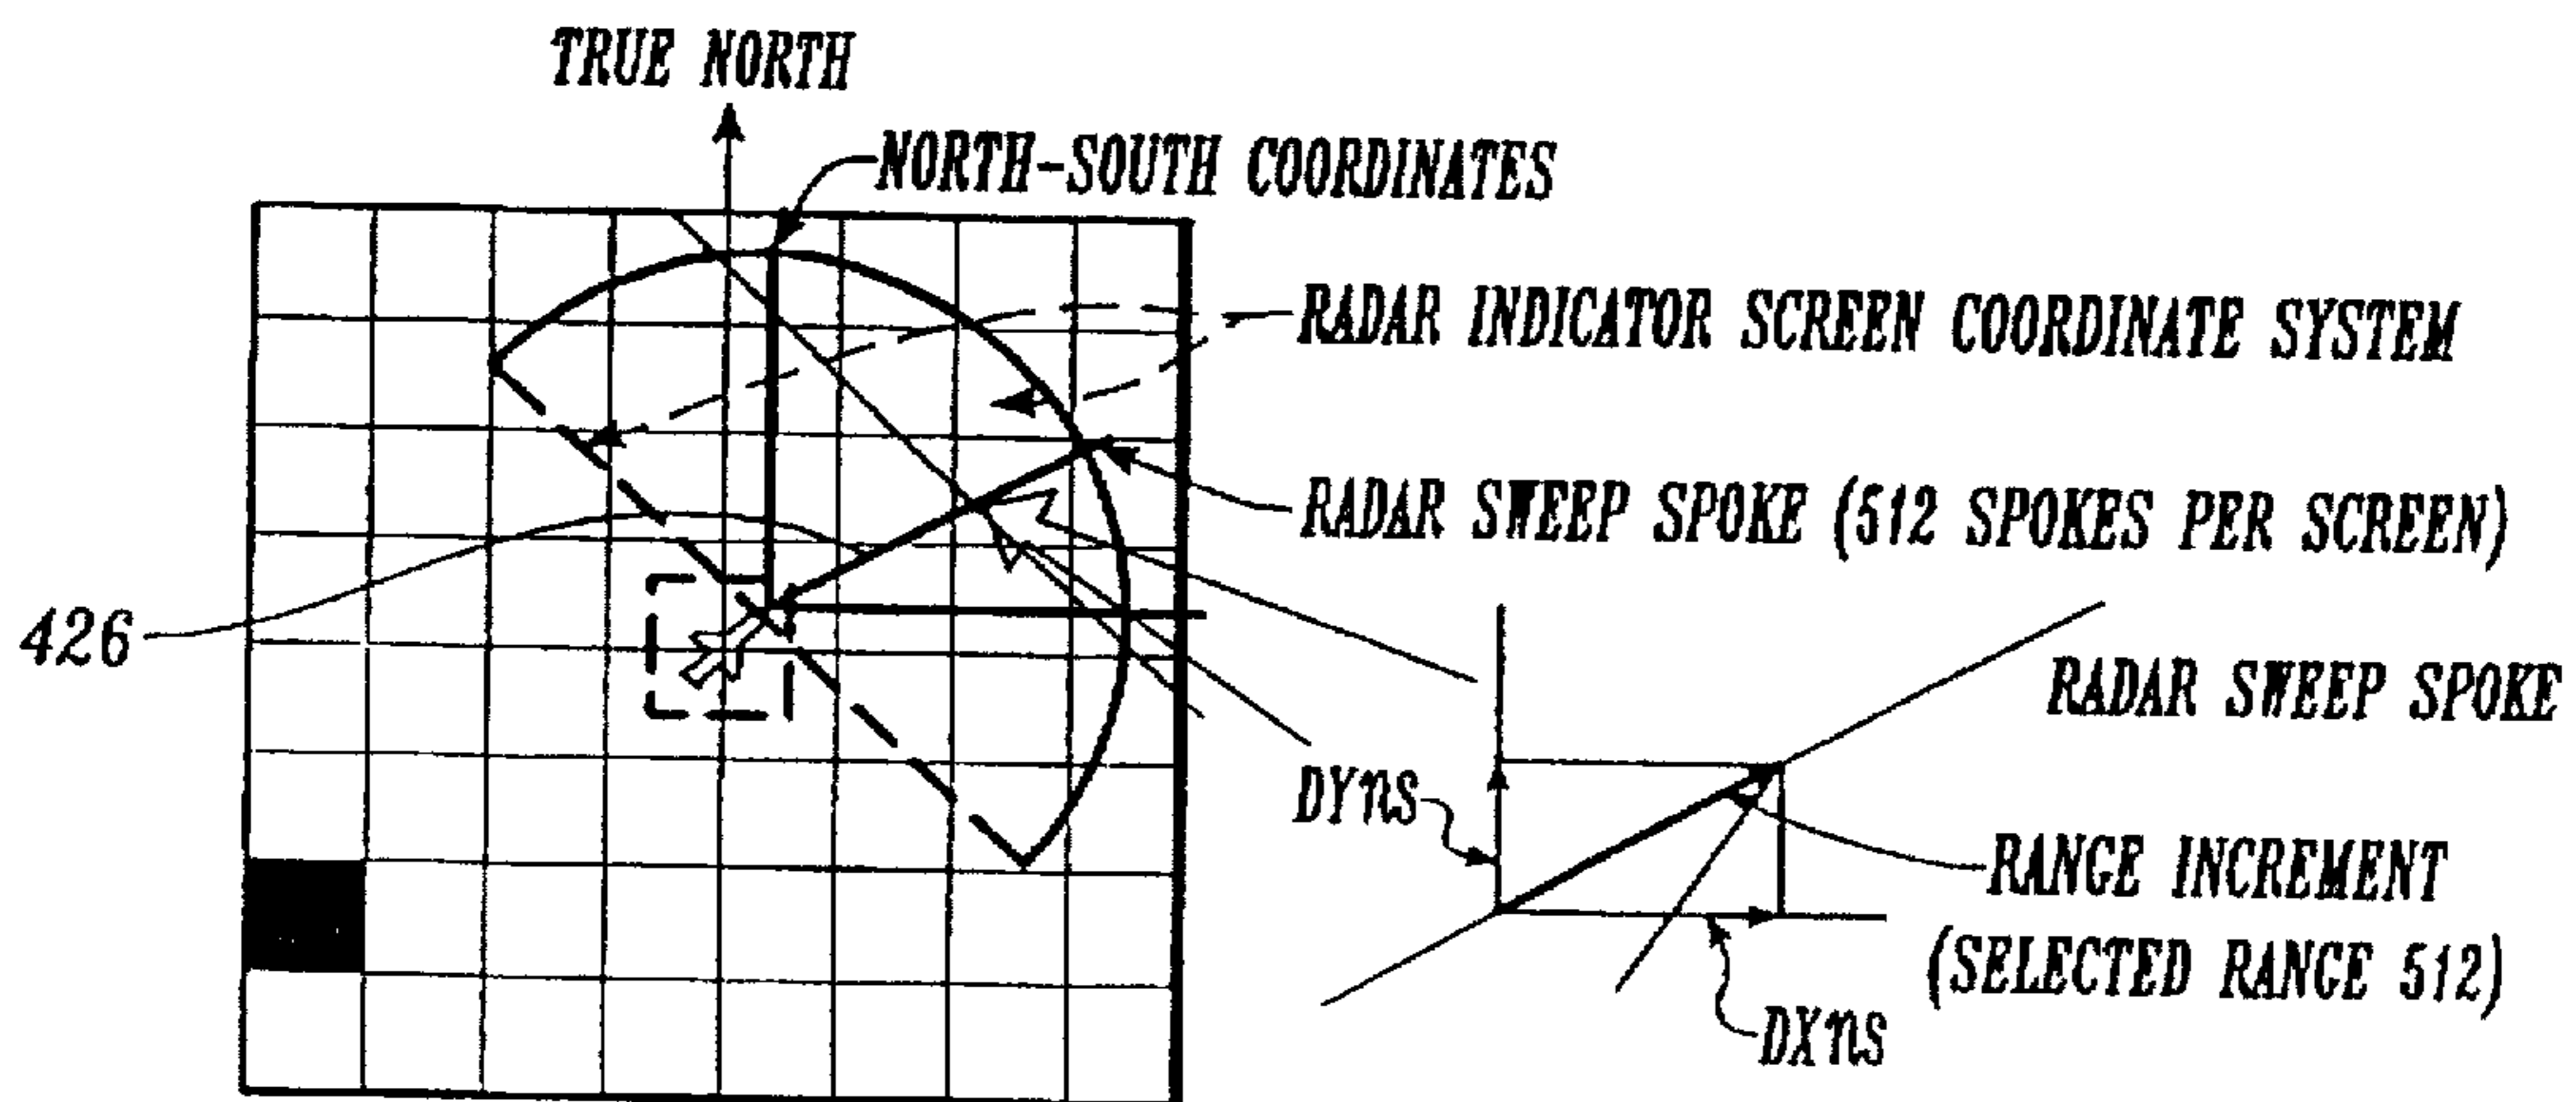 TRUE NORTH
NORTH-SOUTH COORDINATES
RADAR INDICATOR SCREEN COORDINATE SYSTEM
RADAR SWEEP SPOKE (512 SPOKES PER SCREEN)
426
RADAR SWEEP SPOKE
DYns
RANGE INCREMENT
(SELECTED RANGE 512)
DXns